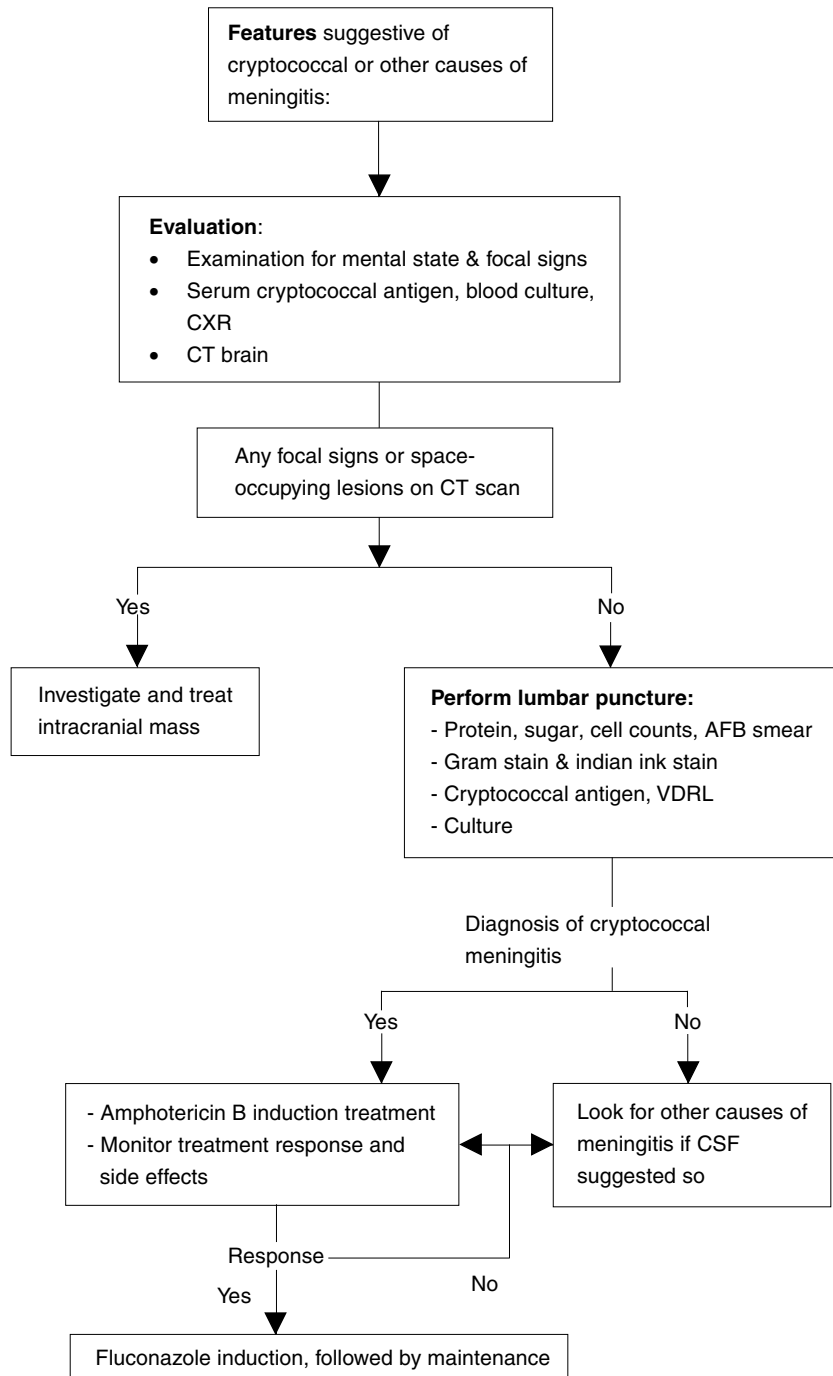 Features suggestive of
cryptococcal or other causes of
meningitis:
Evaluation:
• Examination for mental state & focal signs
• Serum cryptococcal antigen, blood culture,
CXR
• CT brain
Any focal signs or space-
occupying lesions on CT scan
Yes
No
Investigate and treat
intracranial mass
Perform lumbar puncture:
- Protein, sugar, cell counts, AFB smear
- Gram stain & indian ink stain
- Cryptococcal antigen, VDRL
- Culture
Diagnosis of cryptococcal
meningitis
Yes
No
- Amphotericin B induction treatment
- Monitor treatment response and
side effects
Look for other causes of
meningitis if CSF
suggested so
Response
No
Yes
Fluconazole induction, followed by maintenance